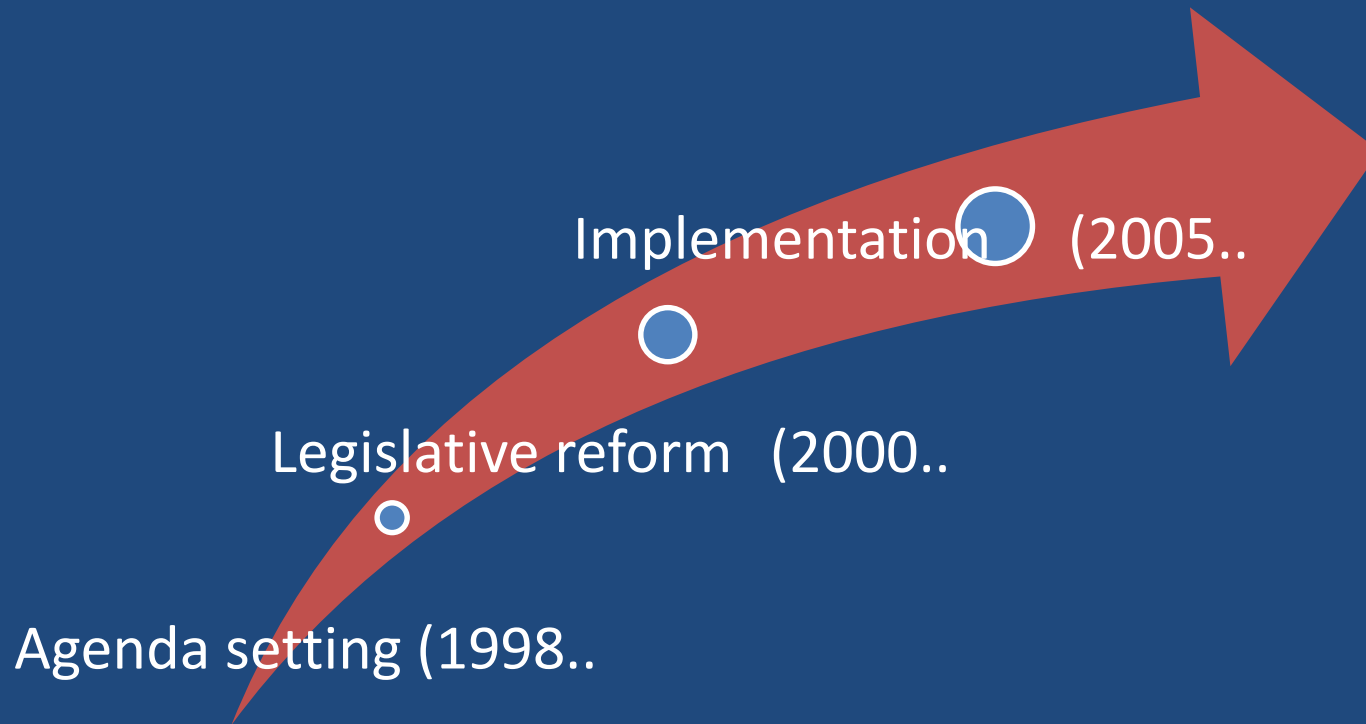 Implementation (2005..
Legislative reform (2000..
Agenda setting (1998..